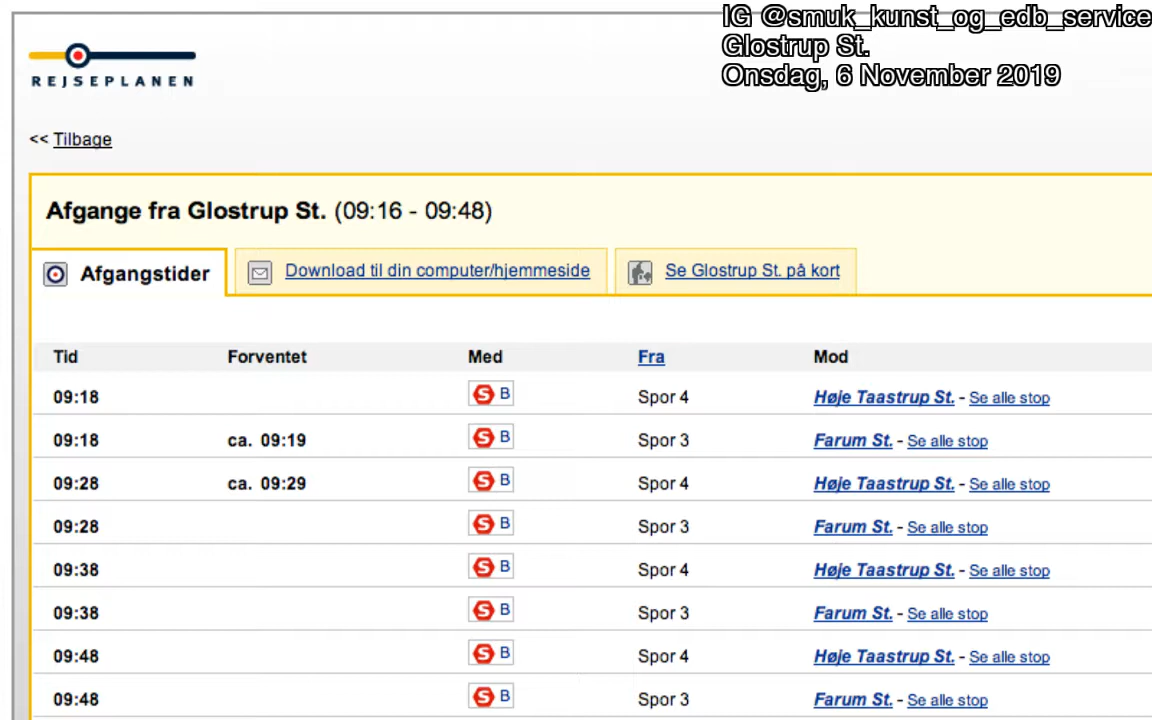 IG @smuk_kunst_og_edb_service
Glostrup St.
Onsdag, 6 November 2019
REJSEPLANEN
<< Tilbage
Afgange fra Glostrup St. (09:16 - 09:48)
Afgangstider Download til din computer/hjemmeside Se Glostrup St. på kort
Tid Forventet Med Fra Mod
09:18 S B Spor 4 Høje Taastrup St. - Se alle stop
09:18 ca. 09:19 S B Spor 3 Farum St. - Se alle stop
09:28 ca. 09:29 S B Spor 4 Høje Taastrup St. - Se alle stop
09:28 S B Spor 3 Farum St. - Se alle stop
09:38 S B Spor 4 Høje Taastrup St. - Se alle stop
09:38 S B Spor 3 Farum St. - Se alle stop
09:48 S B Spor 4 Høje Taastrup St. - Se alle stop
09:48 S B Spor 3 Farum St. - Se alle stop